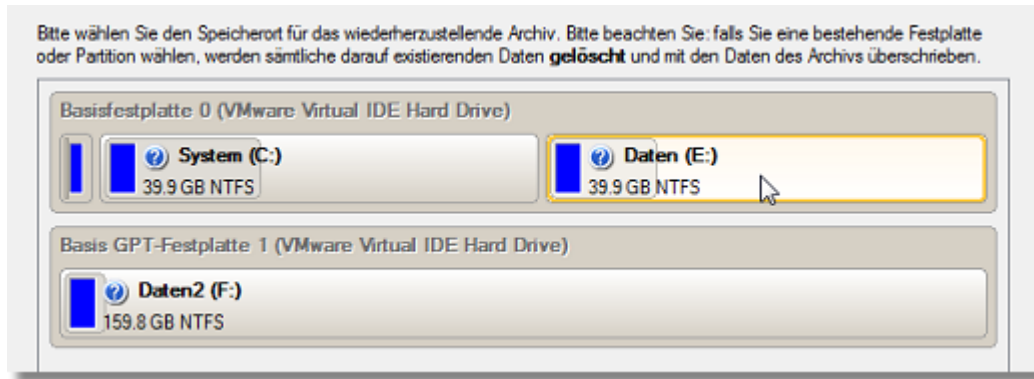 Bitte wählen Sie den Speicherort für das wiederherzustellende Archiv. Bitte beachten Sie: falls Sie eine bestehende Festplatte
oder Partition wählen, werden sämtliche darauf existierenden Daten gelöscht und mit den Daten des Archivs überschrieben.
Basisfestplatte 0 (VMware Virtual IDE Hard Drive)
System (C:)
39.9 GB NTFS
Daten (E:)
39.9 GB NTFS
Basis GPT-Festplatte 1 (VMware Virtual IDE Hard Drive)
Daten2 (F:)
159.8 GB NTFS